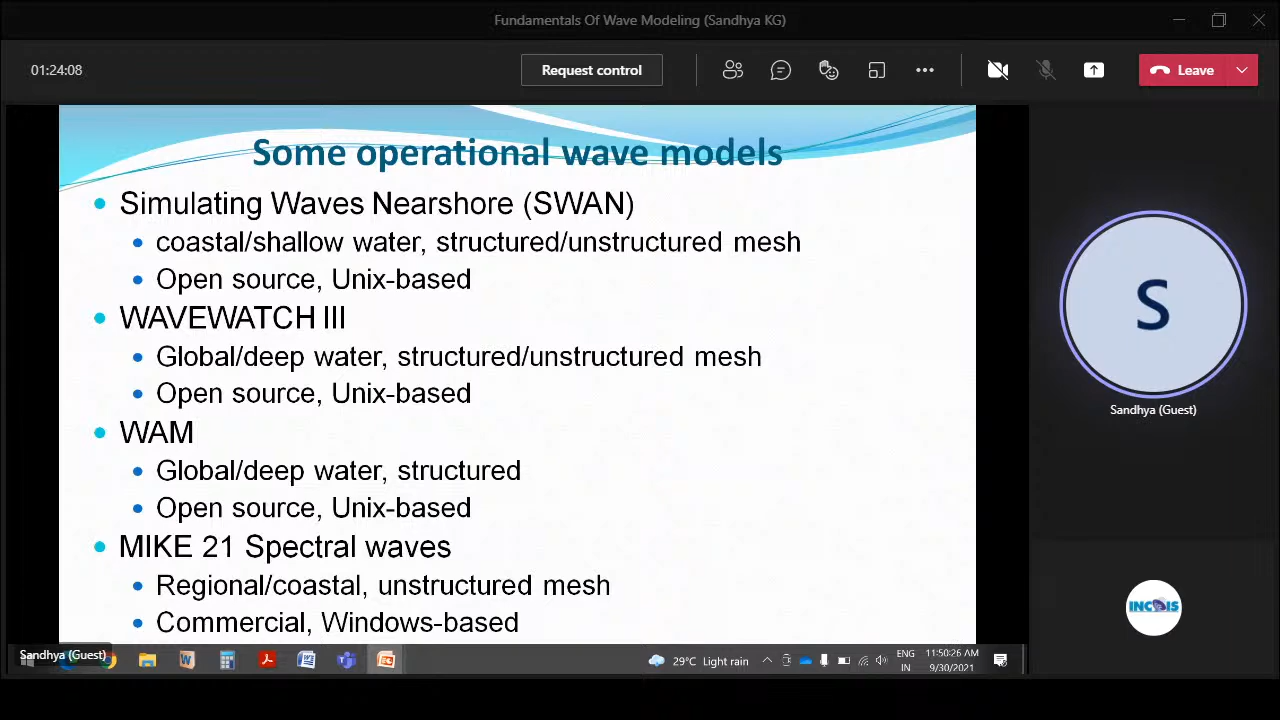 Fundamentals Of Wave Modeling (Sandhya KG)
01:24:08
Request control
Leave
Some operational wave models
Simulating Waves Nearshore (SWAN)
coastal/shallow water, structured/unstructured mesh
Open source, Unix-based
WAVEWATCH III
Global/deep water, structured/unstructured mesh
Open source, Unix-based
WAM
Global/deep water, structured
Open source, Unix-based
MIKE 21 Spectral waves
Regional/coastal, unstructured mesh
Commercial, Windows-based
S
Sandhya (Guest)
INCOIS
Sandhya (Guest)
29°C Light rain
ENG
IN
11:50:26 AM
9/30/2021